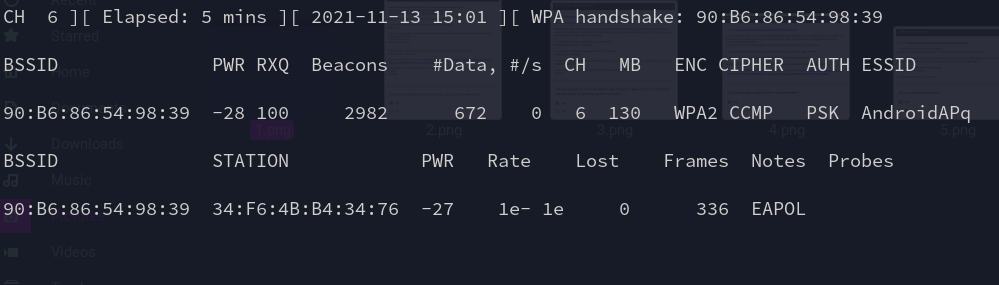 CH  6 ][ Elapsed: 5 mins ][ 2021-11-13 15:01 ][ WPA handshake: 90:B6:86:54:98:39
Starred
BSSID              PWR RXQ  Beacons    #Data, #/s  CH   MB   ENC CIPHER  AUTH ESSID
Home
90:B6:86:54:98:39  -28 100     2982      672    0   6  130   WPA2 CCMP   PSK  AndroidAPq
1.png 2.png 3.png 4.png 5.png
Downloads
BSSID              STATION            PWR   Rate    Lost    Frames  Notes  Probes
Music
90:B6:86:54:98:39  34:F6:4B:B4:34:76  -27    1e- 1e     0      336  EAPOL
Videos